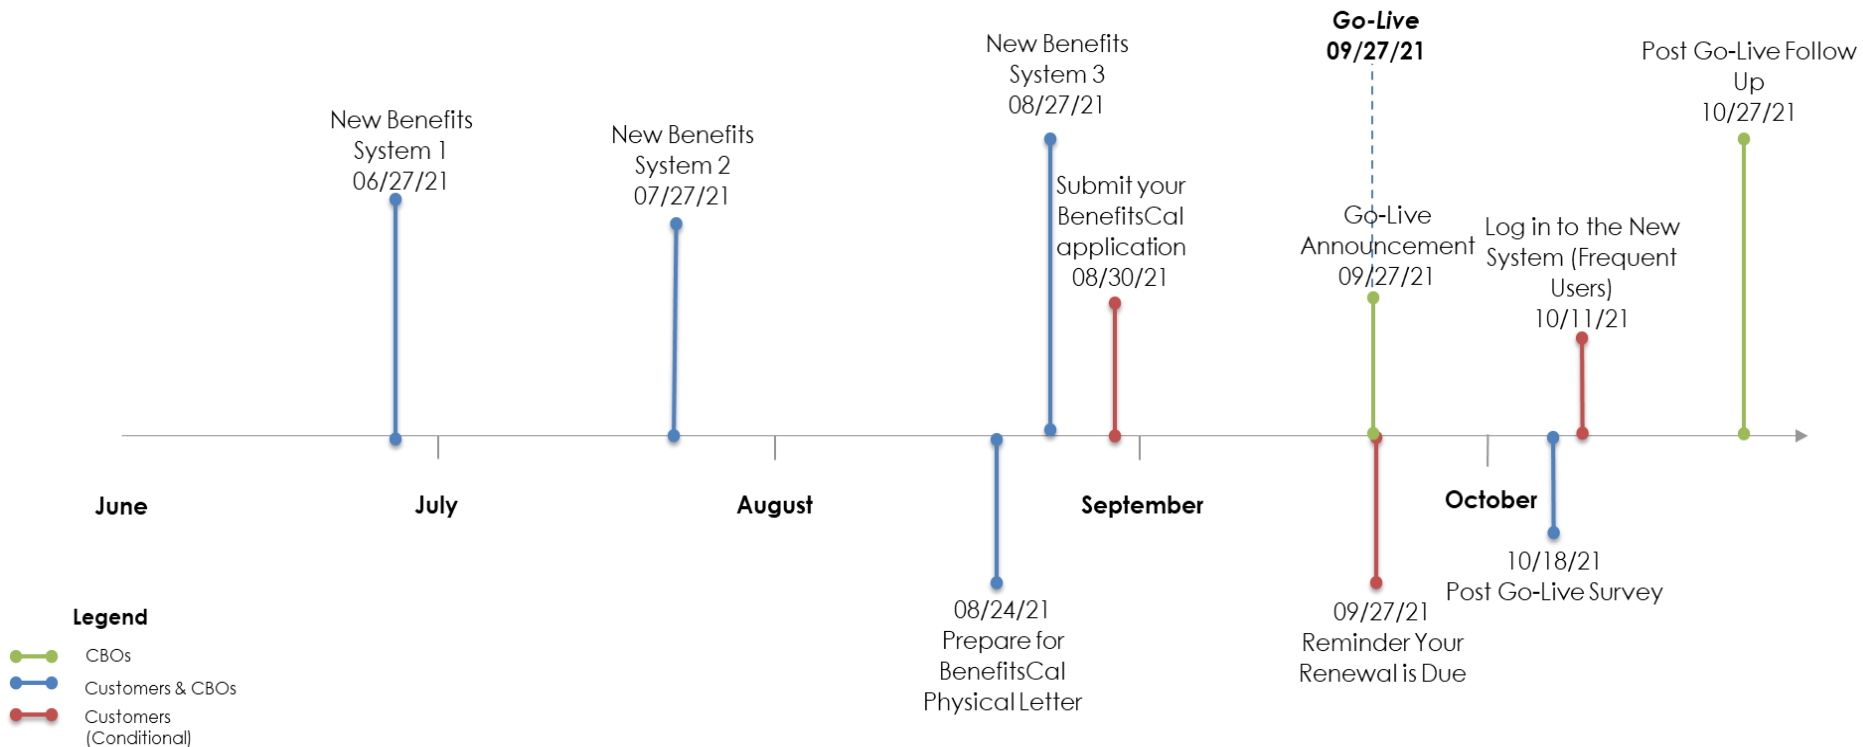 Go-Live
09/27/21
New Benefits
System 1
06/27/21
New Benefits
System 2
07/27/21
New Benefits
System 3
08/27/21
Submit your
BenefitsCal
application
08/30/21
Go-Live
Announcement
09/27/21
Log in to the New
System (Frequent
Users)
10/11/21
Post Go-Live Follow
Up
10/27/21
June
July
August
September
October
08/24/21
Prepare for
BenefitsCal
Physical Letter
09/27/21
Reminder Your
Renewal is Due
10/18/21
Post Go-Live Survey
Legend
CBOs
Customers & CBOs
Customers
(Conditional)